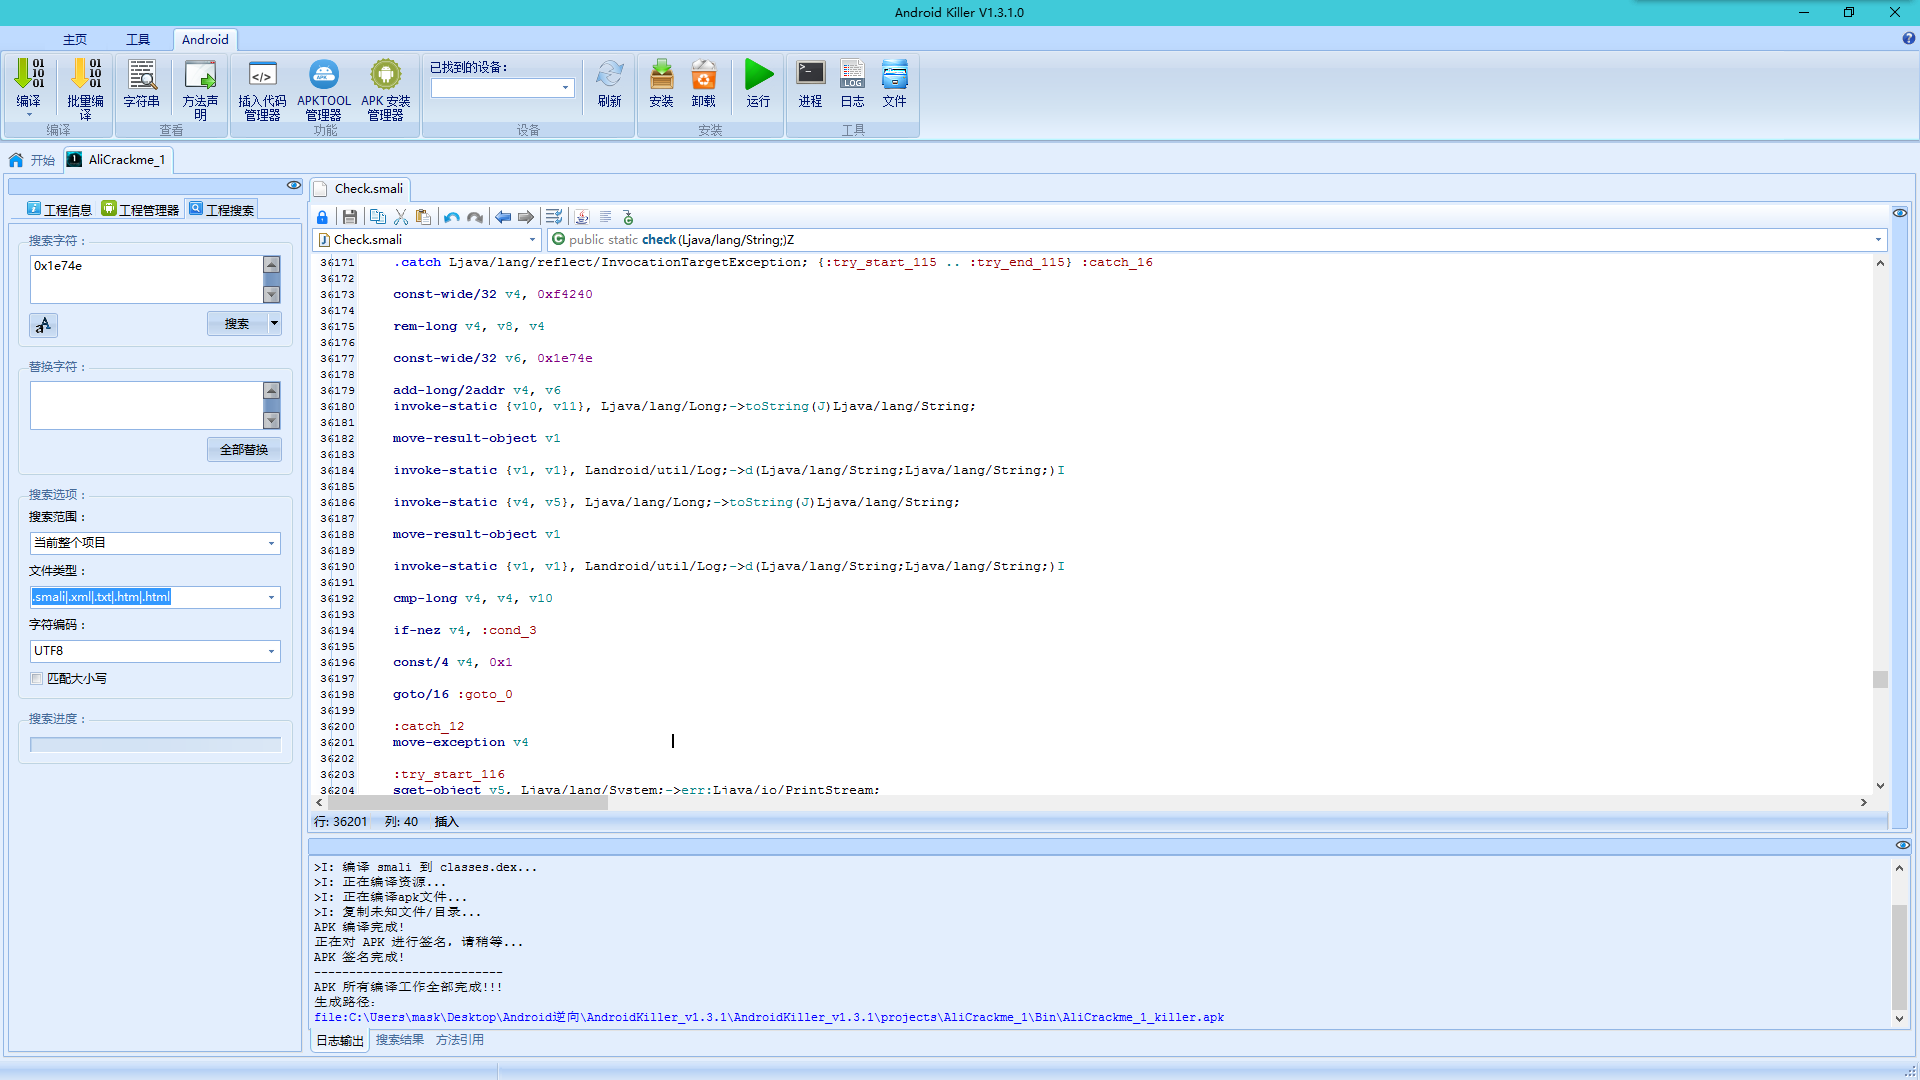 Android Killer V1.3.1.0
主页 工具 Android
编译 批量编译 字符串 方法声明 插入代码管理器 APKTOOL 管理器 APK 安装管理器 已找到的设备: 刷新 安装 卸载 运行 进程 日志 文件
编译 查看 功能 设备 安装 工具
开始 AliCrackme_1
工程信息 工程管理器 工程搜索
搜索字符:
0x1e74e
搜索
替换字符:
全部替换
搜索选项:
搜索范围:
当前整个项目
文件类型:
.smali|.xml|.txt|.htm|.html
字符编码:
UTF8
匹配大小写
搜索进度:
Check.smali
Check.smali public static check(Ljava/lang/String;)Z
36171 .catch Ljava/lang/reflect/InvocationTargetException; {:try_start_115 .. :try_end_115} :catch_16
36172
36173 const-wide/32 v4, 0xf4240
36174
36175 rem-long v4, v8, v4
36176
36177 const-wide/32 v6, 0x1e74e
36178
36179 add-long/2addr v4, v6
36180 invoke-static {v10, v11}, Ljava/lang/Long;->toString(J)Ljava/lang/String;
36181
36182 move-result-object v1
36183
36184 invoke-static {v1, v1}, Landroid/util/Log;->d(Ljava/lang/String;Ljava/lang/String;)I
36185
36186 invoke-static {v4, v5}, Ljava/lang/Long;->toString(J)Ljava/lang/String;
36187
36188 move-result-object v1
36189
36190 invoke-static {v1, v1}, Landroid/util/Log;->d(Ljava/lang/String;Ljava/lang/String;)I
36191
36192 cmp-long v4, v4, v10
36193
36194 if-nez v4, :cond_3
36195
36196 const/4 v4, 0x1
36197
36198 goto/16 :goto_0
36199
36200 :catch_12
36201 move-exception v4
36202
36203 :try_start_116
36204 sget-object v5, Ljava/lang/System;->err:Ljava/io/PrintStream;
行: 36201 列: 40 插入
>I: 编译 smali 到 classes.dex...
>I: 正在编译资源...
>I: 正在编译apk文件...
>I: 复制未知文件/目录...
APK 编译完成!
正在对 APK 进行签名, 请稍等...
APK 签名完成!
---------------------------
APK 所有编译工作全部完成!!!
生成路径:
file:C:\Users\mask\Desktop\Android逆向\AndroidKiller_v1.3.1\AndroidKiller_v1.3.1\projects\AliCrackme_1\Bin\AliCrackme_1_killer.apk
日志输出 搜索结果 方法引用